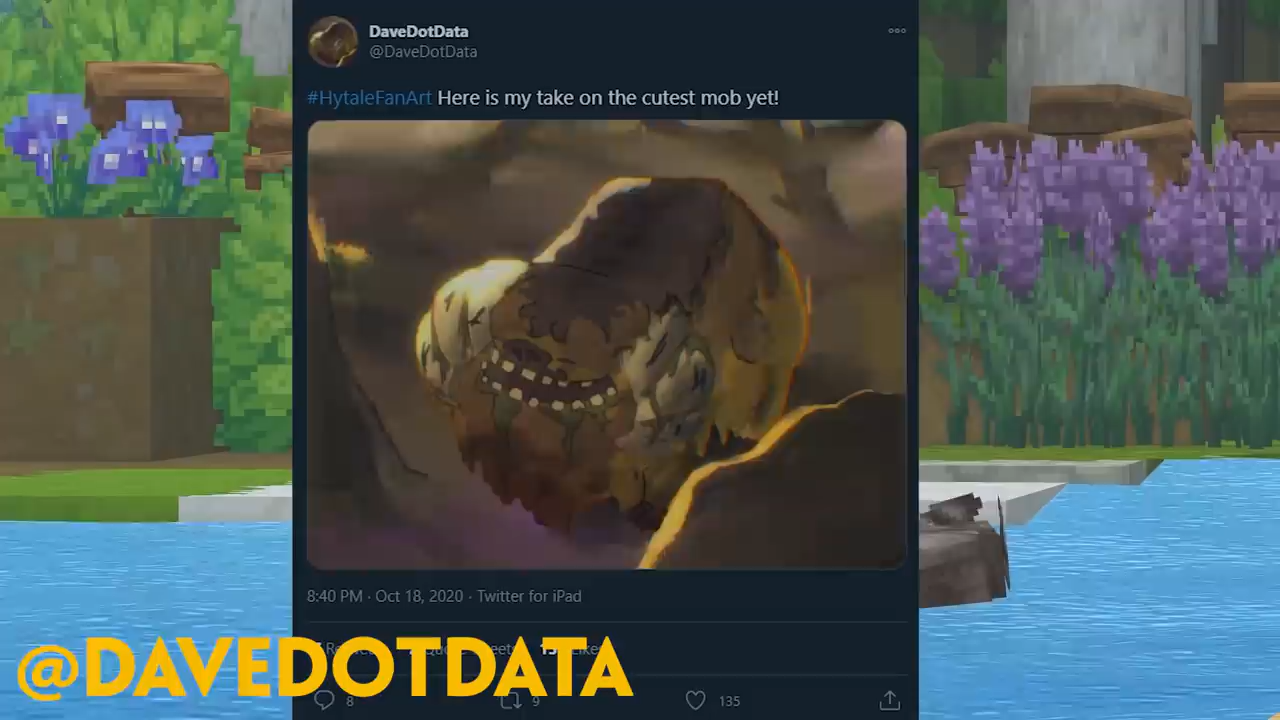 DaveDotData
@DaveDotData
#HytaleFanArt Here is my take on the cutest mob yet!
8:40 PM · Oct 18, 2020 · Twitter for iPad
@DAVEDOTDATA
8 9 135